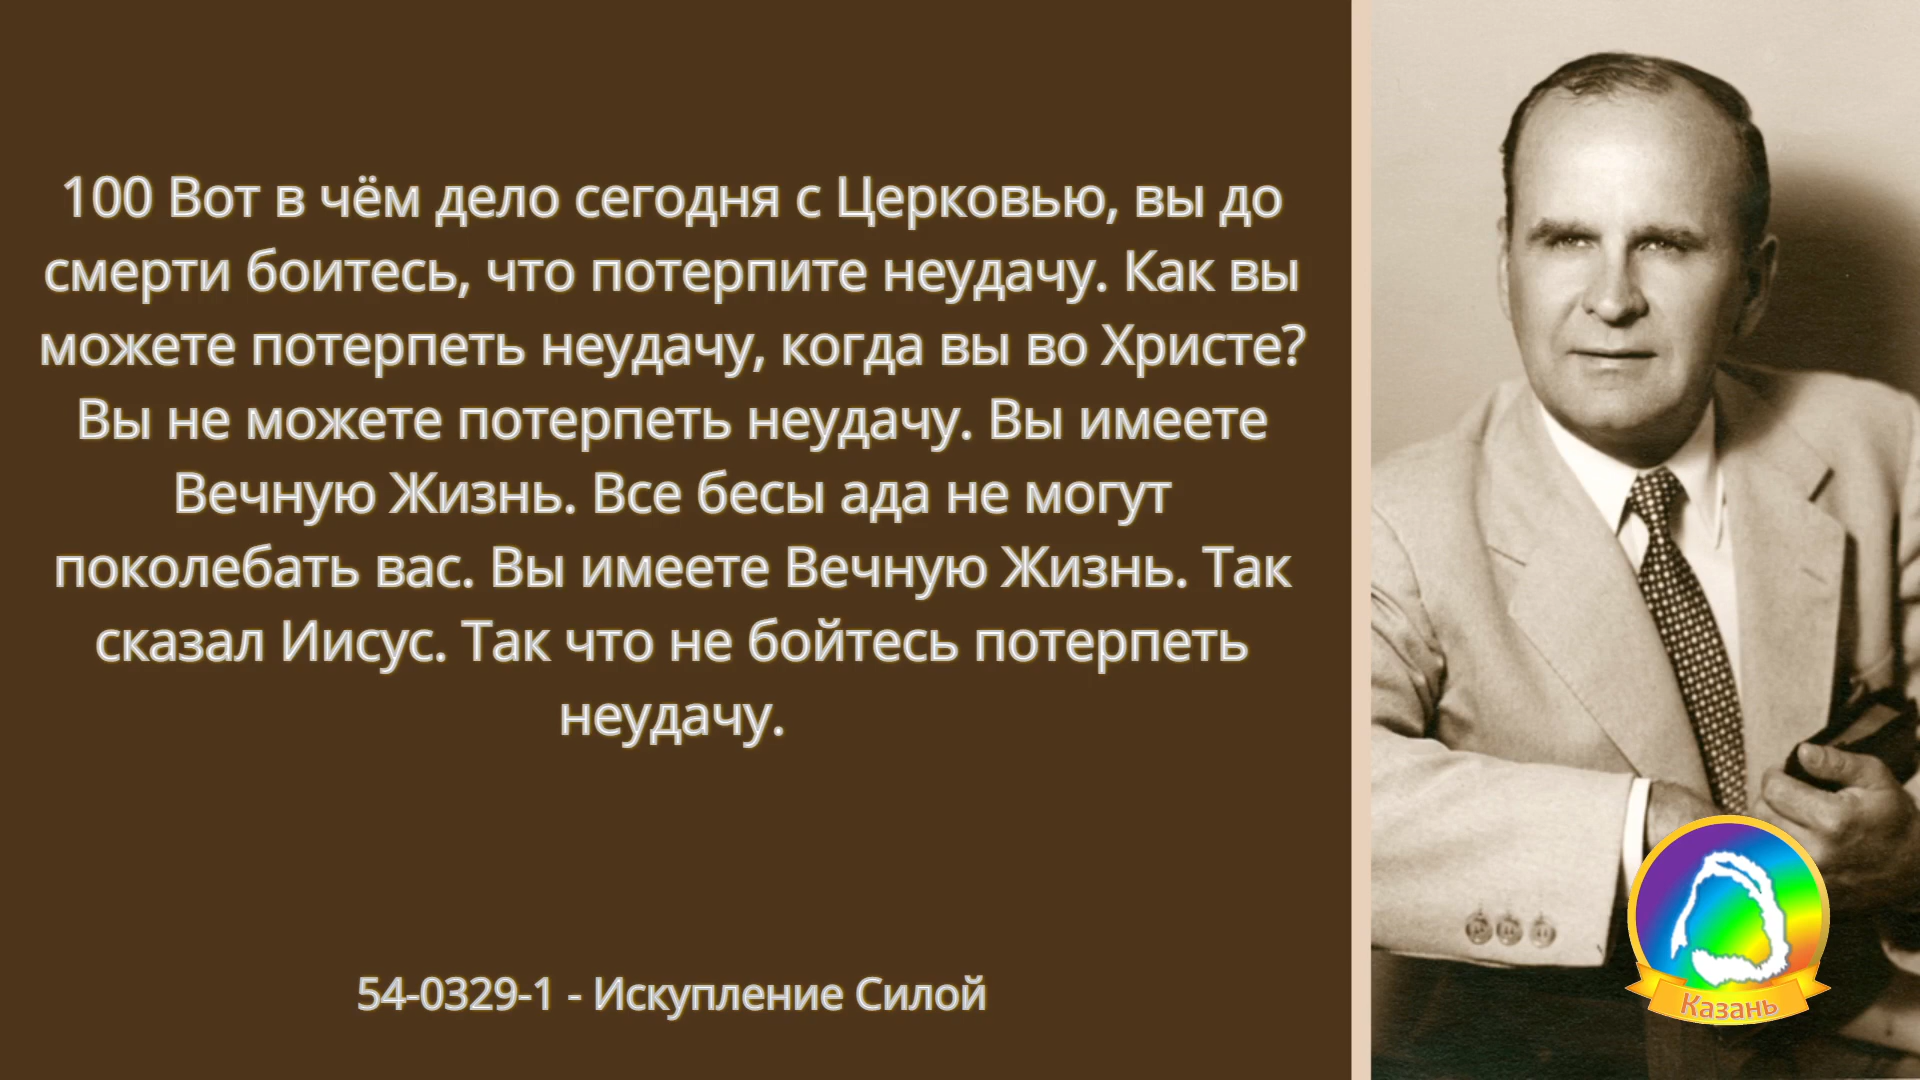 100 Вот в чём дело сегодня с Церковью, вы до
смерти боитесь, что потерпите неудачу. Как вы
можете потерпеть неудачу, когда вы во Христе?
Вы не можете потерпеть неудачу. Вы имеете
Вечную Жизнь. Все бесы ада не могут
поколебать вас. Вы имеете Вечную Жизнь. Так
сказал Иисус. Так что не бойтесь потерпеть
неудачу.
54-0329-1 - Искупление Силой
Казань